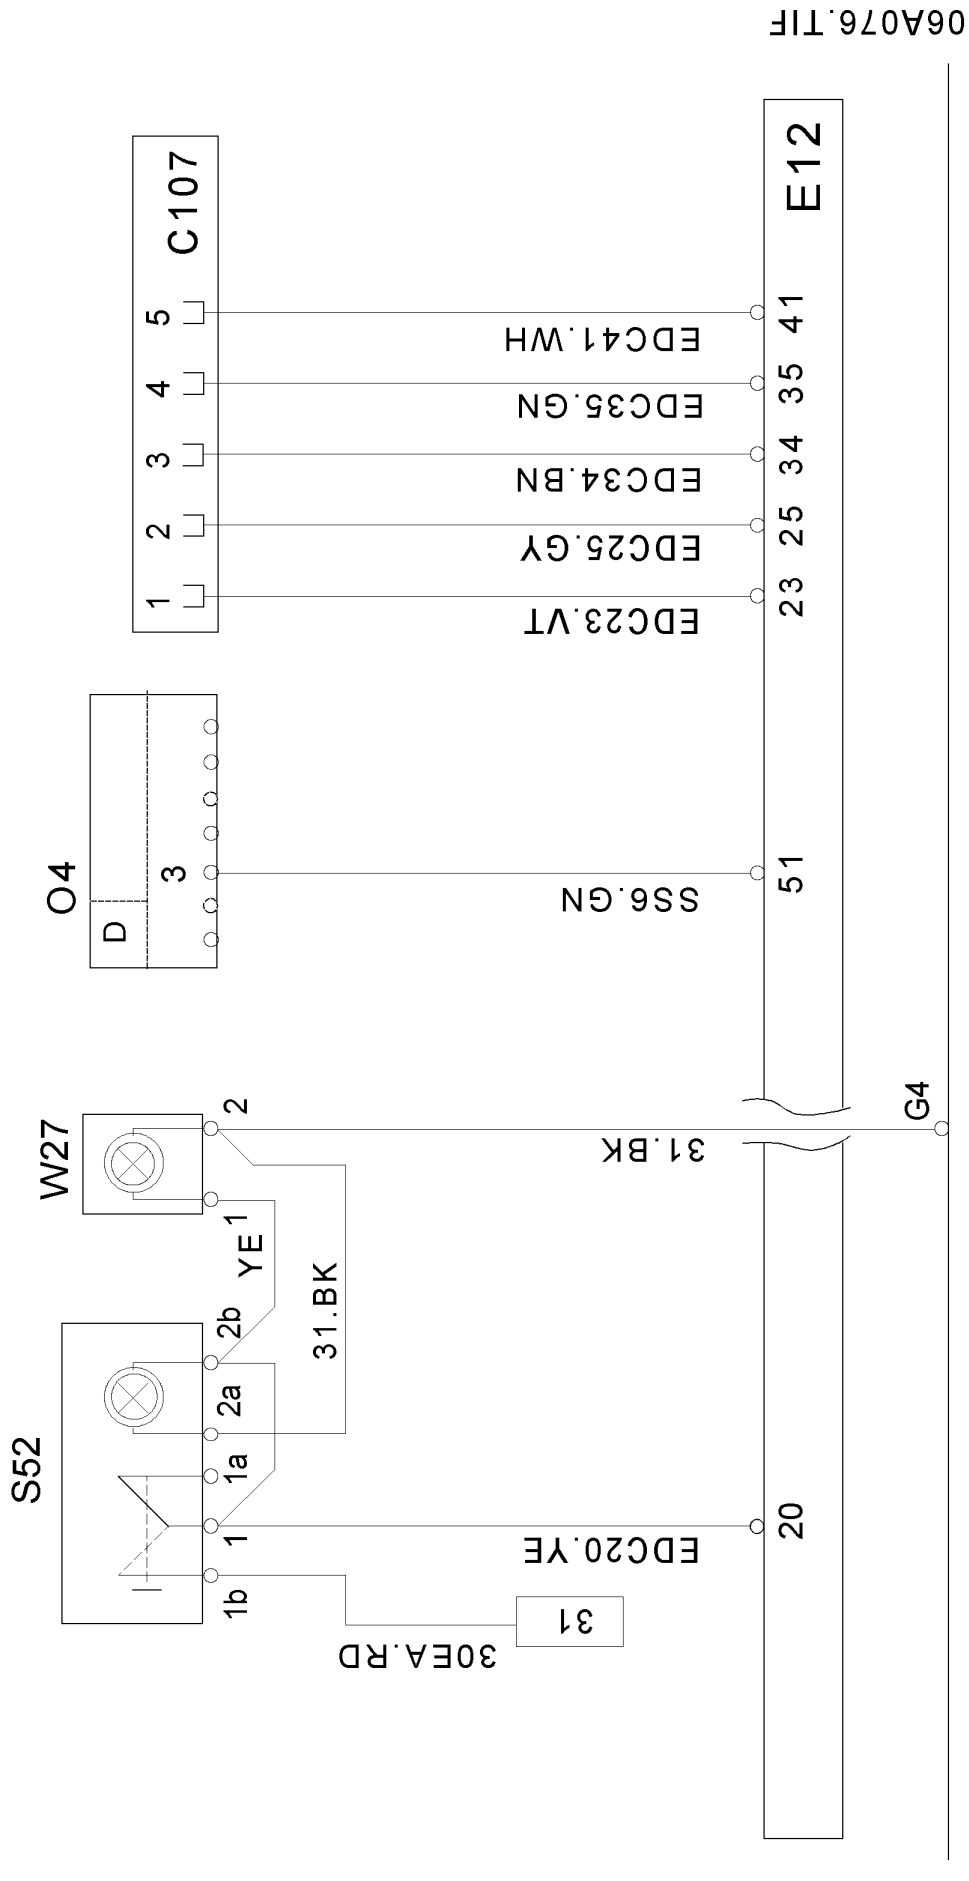 06A076.TIF
C107
5
4
3
2
1
EDC41.WH
EDC35.GN
EDC34.BN
EDC25.GY
EDC23.VT
E12
41
35
34
25
23
O4
D
3
SS6.GN
51
W27
2
1
31.BK
G4
YE
31.BK
S52
2b
2a
1a
1
1b
EDC20.YE
20
30EA.RD
31